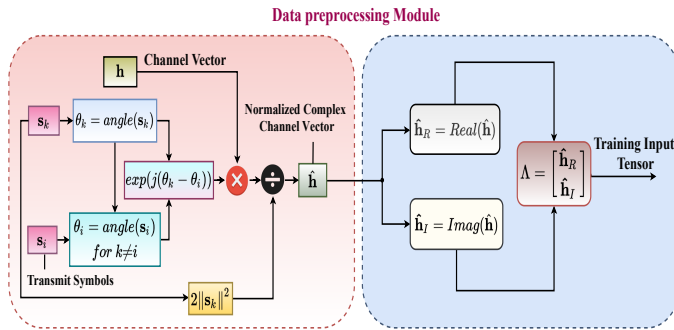 Data preprocessing Module
Channel Vector
h
Normalized Complex
Channel Vector
s_k
θ_k = angle(s_k)
exp(j(θ_k − θ_i))
×
÷
ĥ
s_i
θ_i = angle(s_i)
for k≠i
Transmit Symbols
2‖s_k‖²
ĥ_R = Real(ĥ)
ĥ_I = Imag(ĥ)
Λ = [ĥ_R
ĥ_I]
Training Input
Tensor